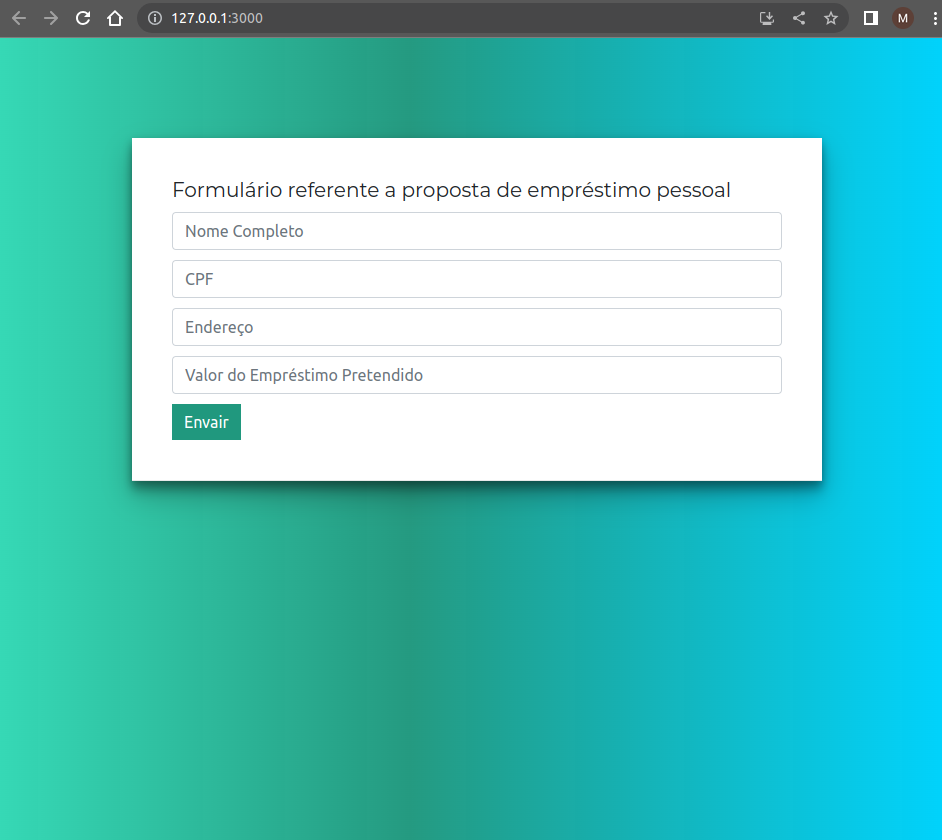 127.0.0.1:3000
M
Formulário referente a proposta de empréstimo pessoal
Nome Completo
CPF
Endereço
Valor do Empréstimo Pretendido
Envair